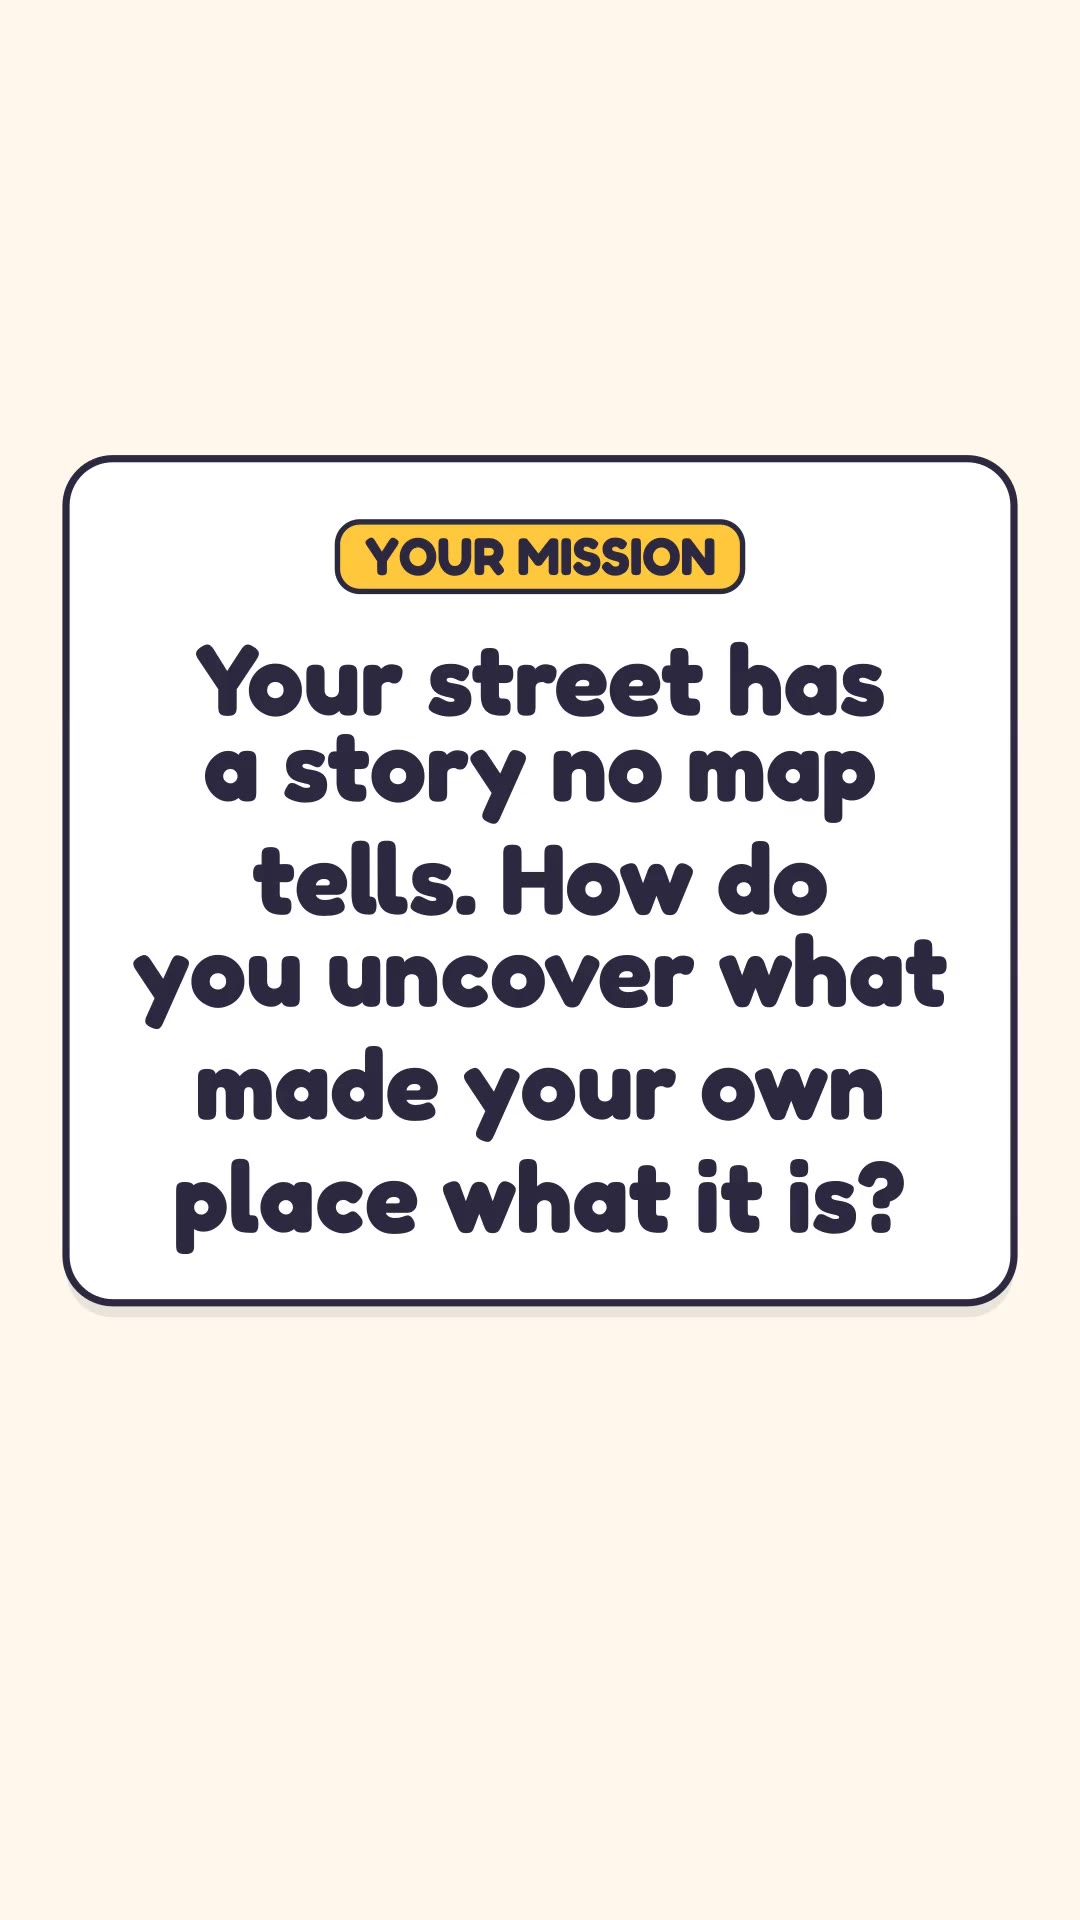 YOUR MISSION
Your street has
a story no map
tells. How do
you uncover what
made your own
place what it is?